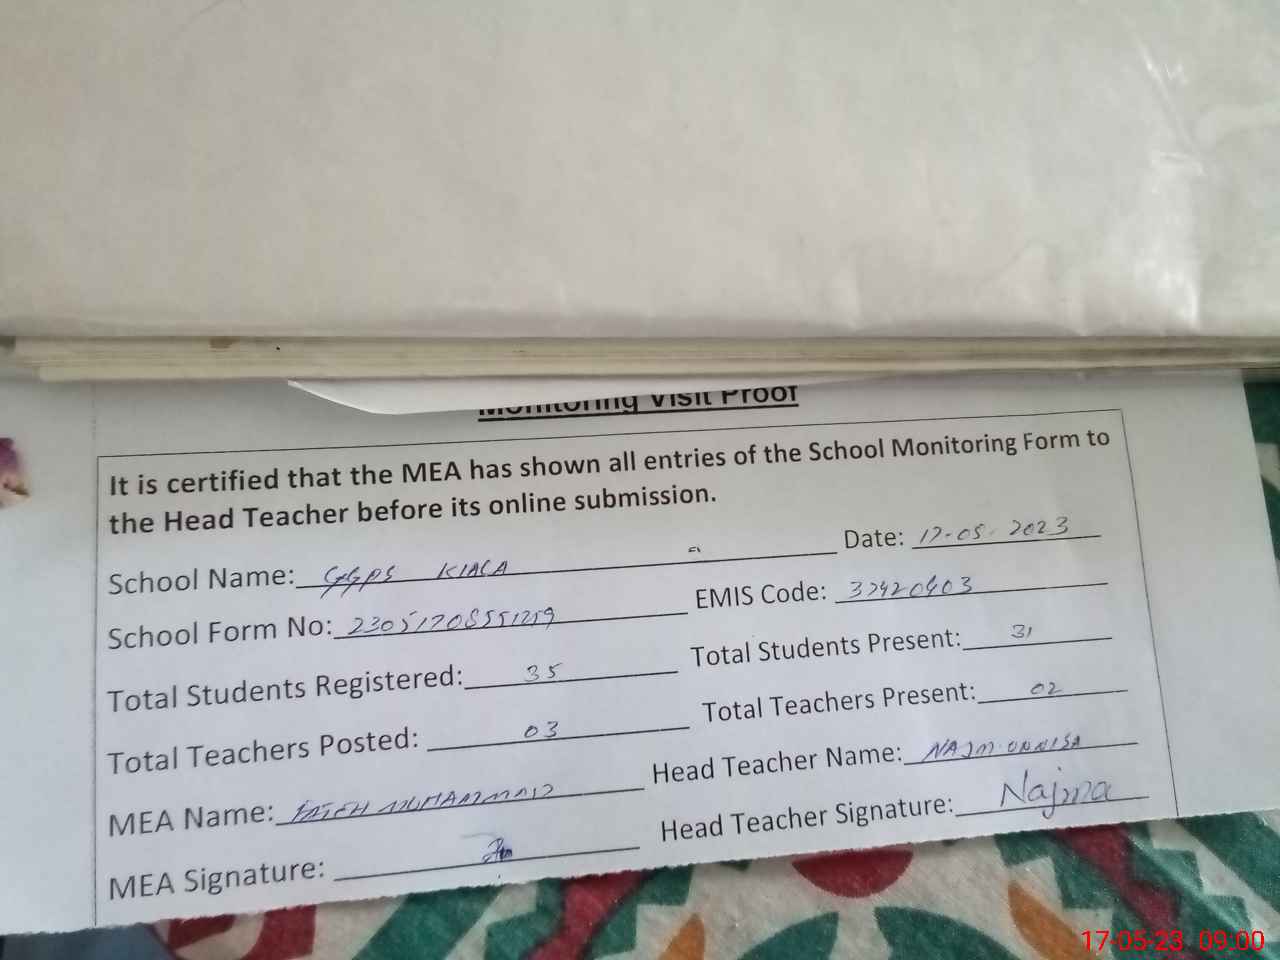 Monitoring Visit Proof
It is certified that the MEA has shown all entries of the School Monitoring Form to
the Head Teacher before its online submission.
School Name: GGPS KIALA Date: 17-05-2023
School Form No: 23051708551259 EMIS Code: 37420403
Total Students Registered: 35 Total Students Present: 31
Total Teachers Posted: 03 Total Teachers Present: 02
MEA Name: FATEH MUHAMMAD Head Teacher Name: NAJM-UNNISA
MEA Signature: Head Teacher Signature: Najma
17-05-23 09:00